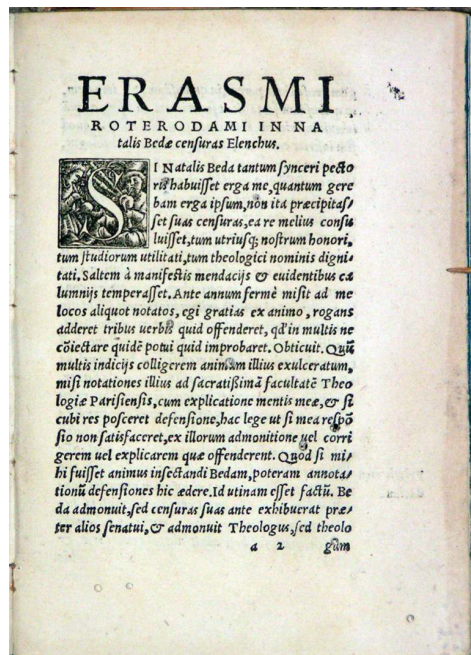 ERASMI
ROTERODAMI IN NA
talis Bedæ censuras Elenchus.
SI Natalis Beda tantum synceri pecto
ris habuisset erga me, quantum gere
bam erga ipsum, nõn ita præcipitas/
set suas censuras, ea re melius consu
luisset, tum utriusq; nostrum honori,
tum studiorum utilitati, tum theologici nominis digni/
tati. Saltem à manifestis mendacijs & euidentibus ca
lumnijs temperasset. Ante annum fermè misit ad me
locos aliquot notatos, egi gratias ex animo, rogans
adderet tribus uerbis quid offenderet, qđ in multis ne
cõiectare quidẽ potui quid improbaret. Obticuit. Quũ
multis indicijs colligerem animum illius exulceratum,
misi notationes illius ad sacratißimã facultatẽ Theo
logiæ Parisiensis, cum explicatione mentis meæ, & si
cubi res posceret defensione, hac lege ut si mea respõ
sio non satisfaceret, ex illorum admonitione uel corri
gerem uel explicarem quæ offenderent. Quod si mi/
hi fuisset animus insectandi Bedam, poteram annota/
tionũ defensiones hic ædere. Id utinam esset factũ. Be
da admonuit, sed censuras suas ante exhibuerat præ/
ter alios senatui, & admonuit Theologus, sed theolo
a 2 gum